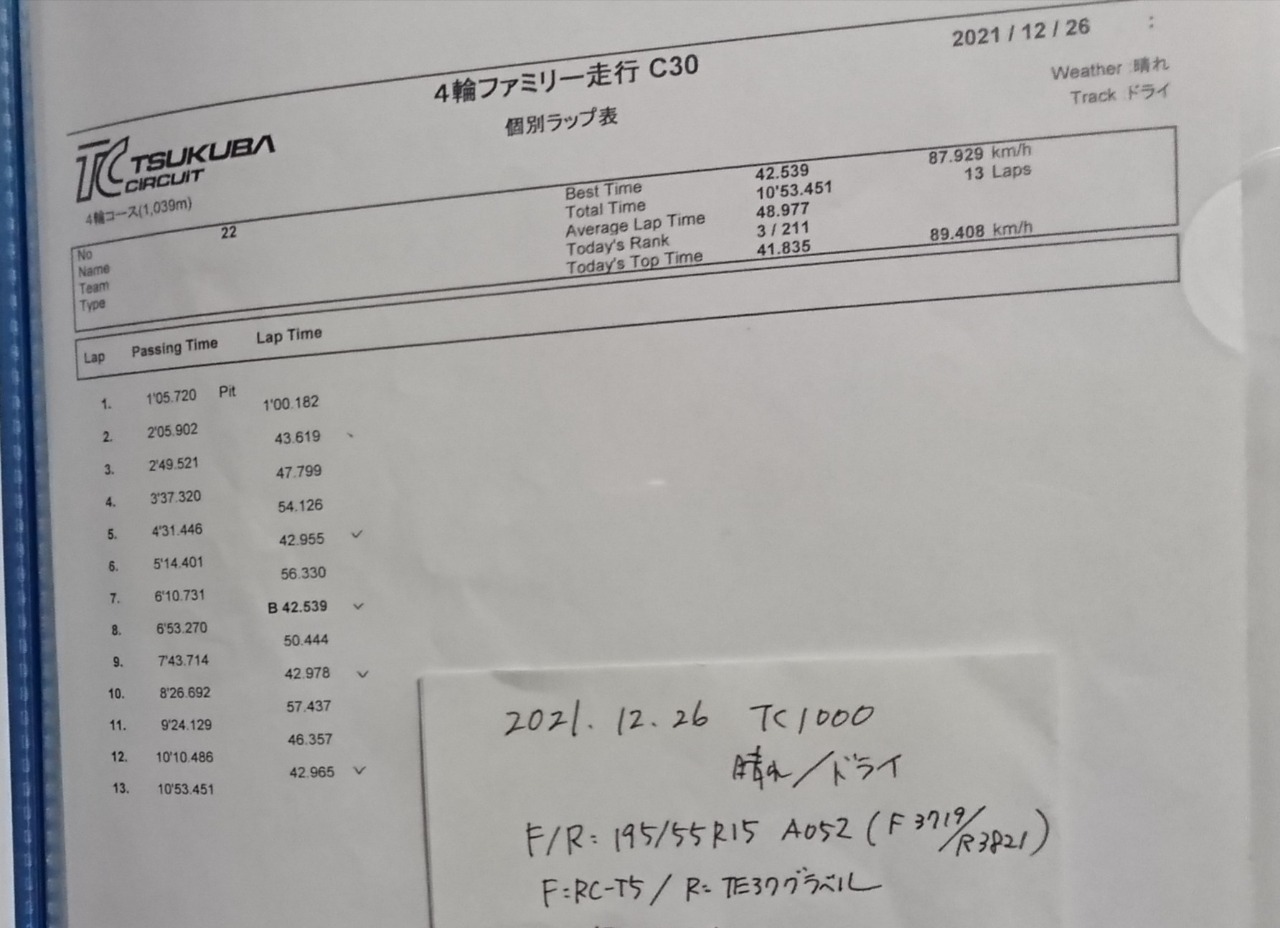 4輪ファミリー走行 C30
2021 / 12 / 26 :
個別ラップ表
Weather :晴れ
Track ドライ
TC TSUKUBA
CIRCUIT
4輪コース(1,039m)
No 22
Name
Team
Type
Best Time 42.539 87.929 km/h
Total Time 10'53.451 13 Laps
Average Lap Time 48.977
Today's Rank 3 / 211
Today's Top Time 41.835 89.408 km/h
Lap Passing Time Lap Time
1. 1'05.720 Pit
2. 2'05.902 1'00.182
3. 2'49.521 43.619
4. 3'37.320 47.799
5. 4'31.446 54.126
6. 5'14.401 42.955 ✓
7. 6'10.731 56.330
8. 6'53.270 B 42.539 ✓
9. 7'43.714 50.444
10. 8'26.692 42.978 ✓
11. 9'24.129 57.437
12. 10'10.486 46.357
13. 10'53.451 42.965 ✓
2021. 12. 26 TC1000
晴れ/ドライ
F/R= 195/55R15 A052 (F3719/R3821)
F=RC-T5 / R= TE37グラベル